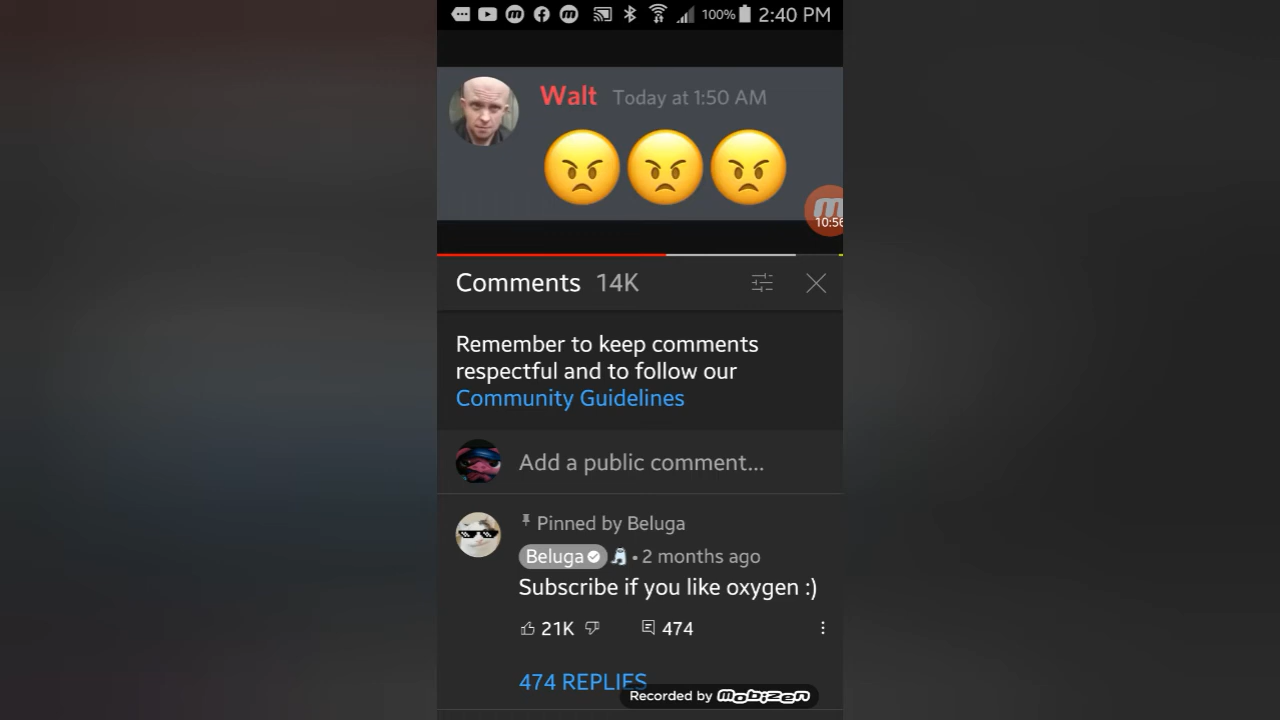 100% 2:40 PM
Walt Today at 1:50 AM
10:56
Comments 14K
Remember to keep comments
respectful and to follow our
Community Guidelines
Add a public comment...
Pinned by Beluga
Beluga • 2 months ago
Subscribe if you like oxygen :)
21K 474
474 REPLIES
Recorded by mobizen